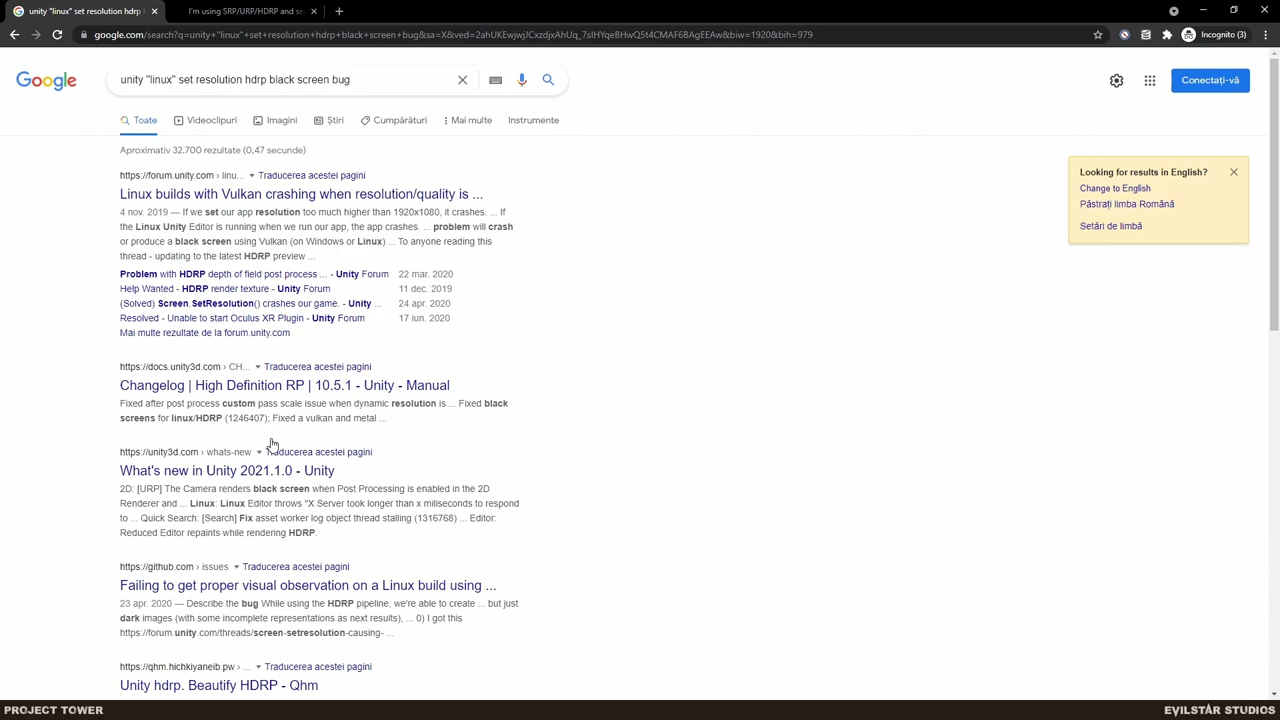 unity "linux" set resolution hdrp b
I'm using SRP/URP/HDRP and se
google.com/search?q=unity+"linux"+set+resolution+hdrp+black+screen+bug&sa=X&ved=2ahUKEwjwjCxzdjxAhUq_7sIHYqeBHwQ5t4CMAF6BAgEEAw&biw=1920&bih=979
Incognito (3)
Google
unity "linux" set resolution hdrp black screen bug
Conectați-vă
Toate
Videoclipuri
Imagini
Știri
Cumpărături
Mai multe
Instrumente
Aproximativ 32.700 rezultate (0,47 secunde)
https://forum.unity.com › linu... Traducerea acestei pagini
Linux builds with Vulkan crashing when resolution/quality is ...
4 nov. 2019 — If we set our app resolution too much higher than 1920x1080, it crashes. ... If
the Linux Unity Editor is running when we run our app, the app crashes. ... problem will crash
or produce a black screen using Vulkan (on Windows or Linux) ... To anyone reading this
thread - updating to the latest HDRP preview ...
Problem with HDRP depth of field post process ... - Unity Forum 22 mar. 2020
Help Wanted - HDRP render texture - Unity Forum 11 dec. 2019
(Solved) Screen.SetResolution() crashes our game. - Unity ... 24 apr. 2020
Resolved - Unable to start Oculus XR Plugin - Unity Forum 17 iun. 2020
Mai multe rezultate de la forum.unity.com
https://docs.unity3d.com › CH... Traducerea acestei pagini
Changelog | High Definition RP | 10.5.1 - Unity - Manual
Fixed after post process custom pass scale issue when dynamic resolution is ... Fixed black
screens for linux/HDRP (1246407); Fixed a vulkan and metal ...
https://unity3d.com › whats-new Traducerea acestei pagini
What's new in Unity 2021.1.0 - Unity
2D: [URP] The Camera renders black screen when Post Processing is enabled in the 2D
Renderer and ... Linux: Linux Editor throws "X Server took longer than x miliseconds to respond
to ... Quick Search: [Search] Fix asset worker log object thread stalling (1316768) ... Editor:
Reduced Editor repaints while rendering HDRP.
https://github.com › issues Traducerea acestei pagini
Failing to get proper visual observation on a Linux build using ...
23 apr. 2020 — Describe the bug While using the HDRP pipeline, we're able to create ... but just
dark images (with some incomplete representations as next results), ... 0) I got this
https://forum.unity.com/threads/screen-setresolution-causing- ...
https://qhm.hichkiyaneib.pw › ... Traducerea acestei pagini
Unity hdrp. Beautify HDRP - Qhm
Looking for results in English?
Change to English
Păstrați limba Română
Setări de limbă
PROJECT TOWER
EVILSTAR STUDIOS